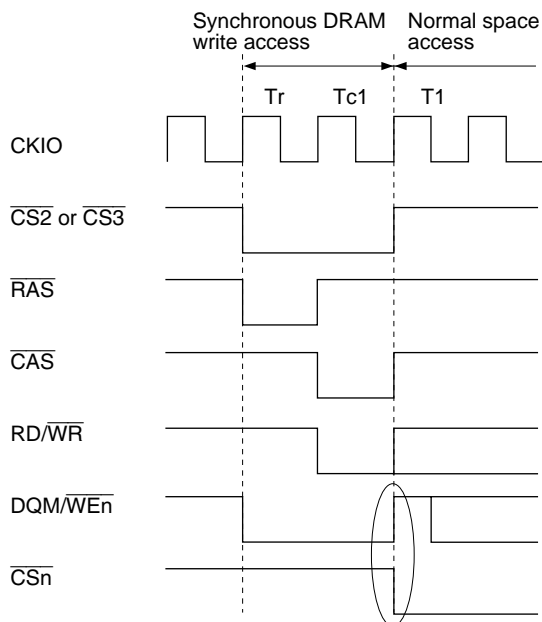 Synchronous DRAM
write access
Normal space
access
Tr Tc1 T1
CKIO
CS2 or CS3
RAS
CAS
RD/WR
DQM/WEn
CSn